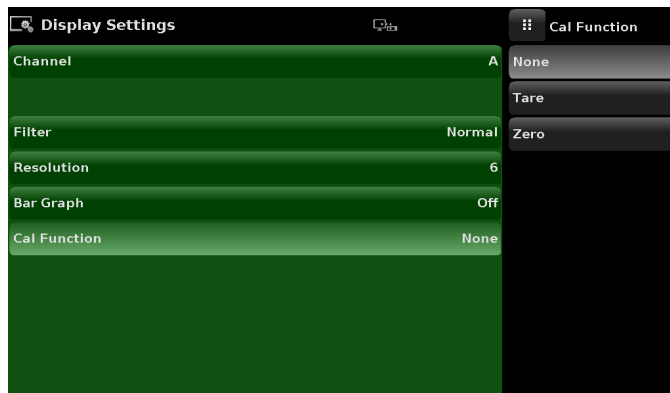 Display Settings
Channel A
Filter Normal
Resolution 6
Bar Graph Off
Cal Function None
Cal Function
None
Tare
Zero